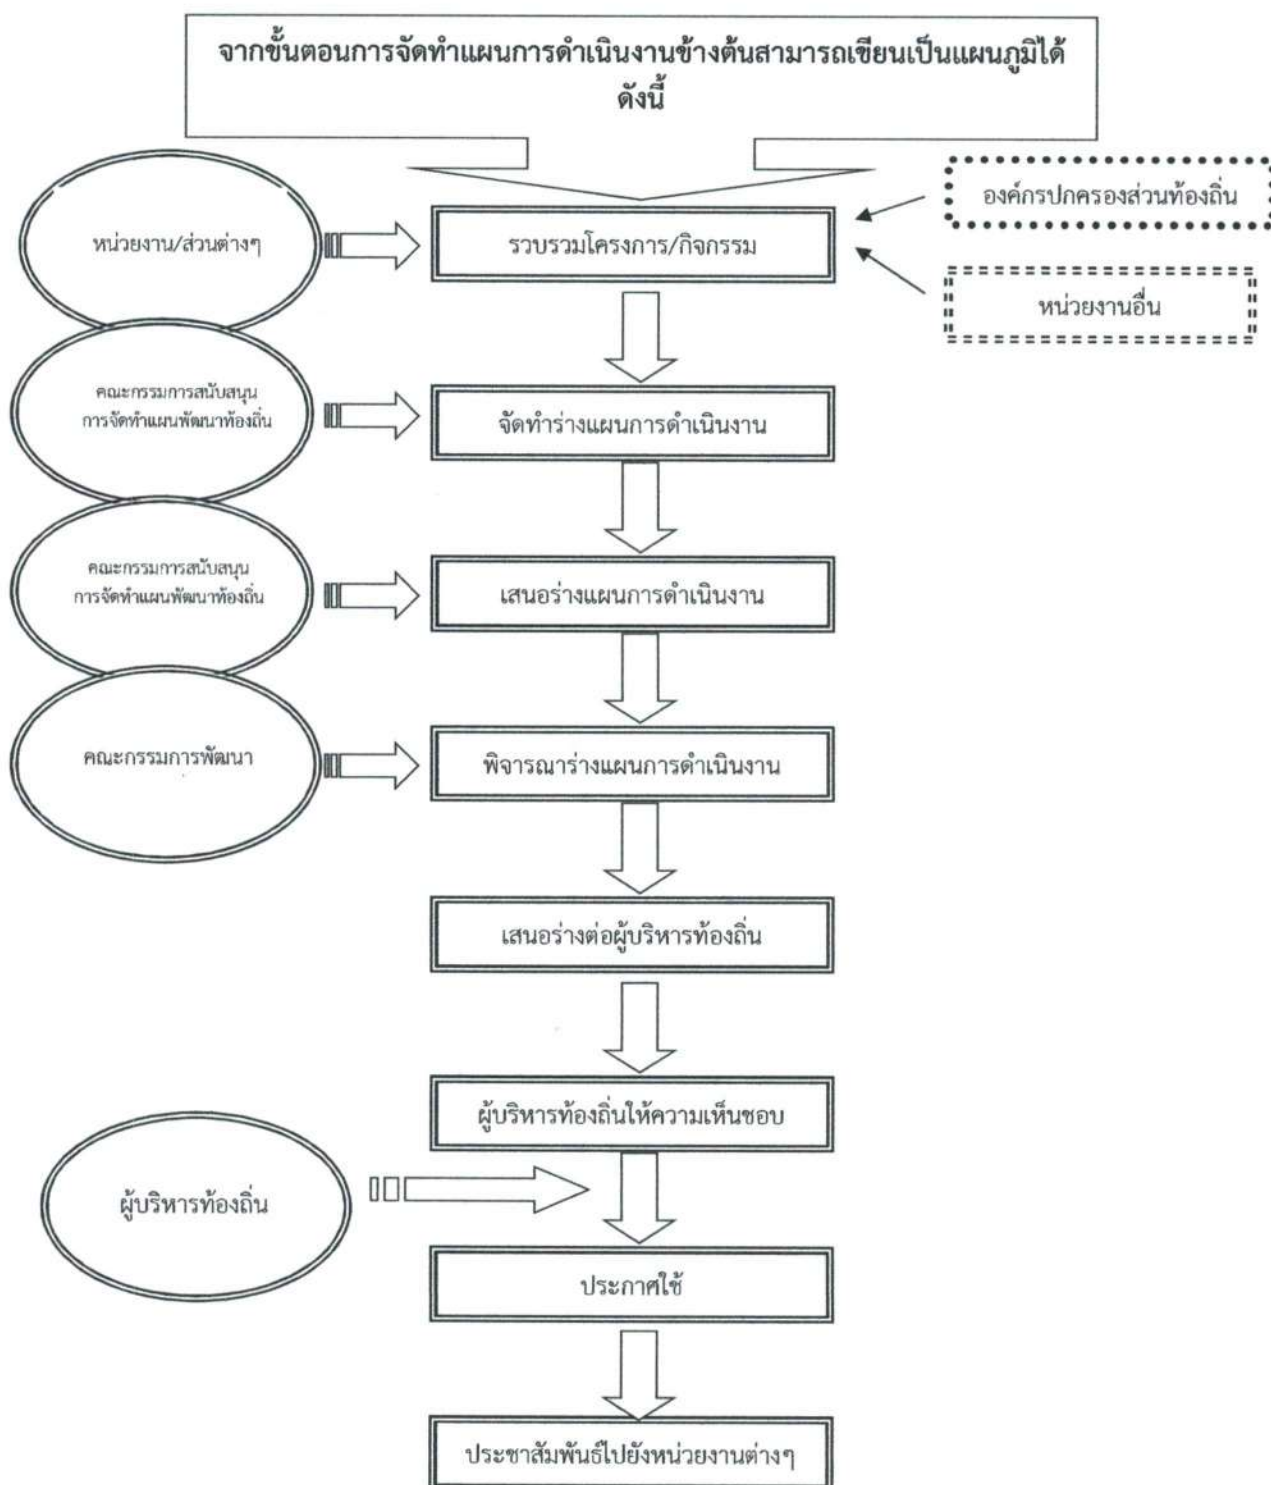 จากขั้นตอนการจัดทำแผนการดำเนินงานข้างต้นสามารถเขียนเป็นแผนภูมิได้
ดังนี้
องค์กรปกครองส่วนท้องถิ่น
หน่วยงาน/ส่วนต่างๆ
รวบรวมโครงการ/กิจกรรม
หน่วยงานอื่น
คณะกรรมการสนับสนุน
การจัดทำแผนพัฒนาท้องถิ่น
จัดทำร่างแผนการดำเนินงาน
คณะกรรมการสนับสนุน
การจัดทำแผนพัฒนาท้องถิ่น
เสนอร่างแผนการดำเนินงาน
คณะกรรมการพัฒนา
พิจารณาร่างแผนการดำเนินงาน
เสนอร่างต่อผู้บริหารท้องถิ่น
ผู้บริหารท้องถิ่นให้ความเห็นชอบ
ผู้บริหารท้องถิ่น
ประกาศใช้
ประชาสัมพันธ์ไปยังหน่วยงานต่างๆ